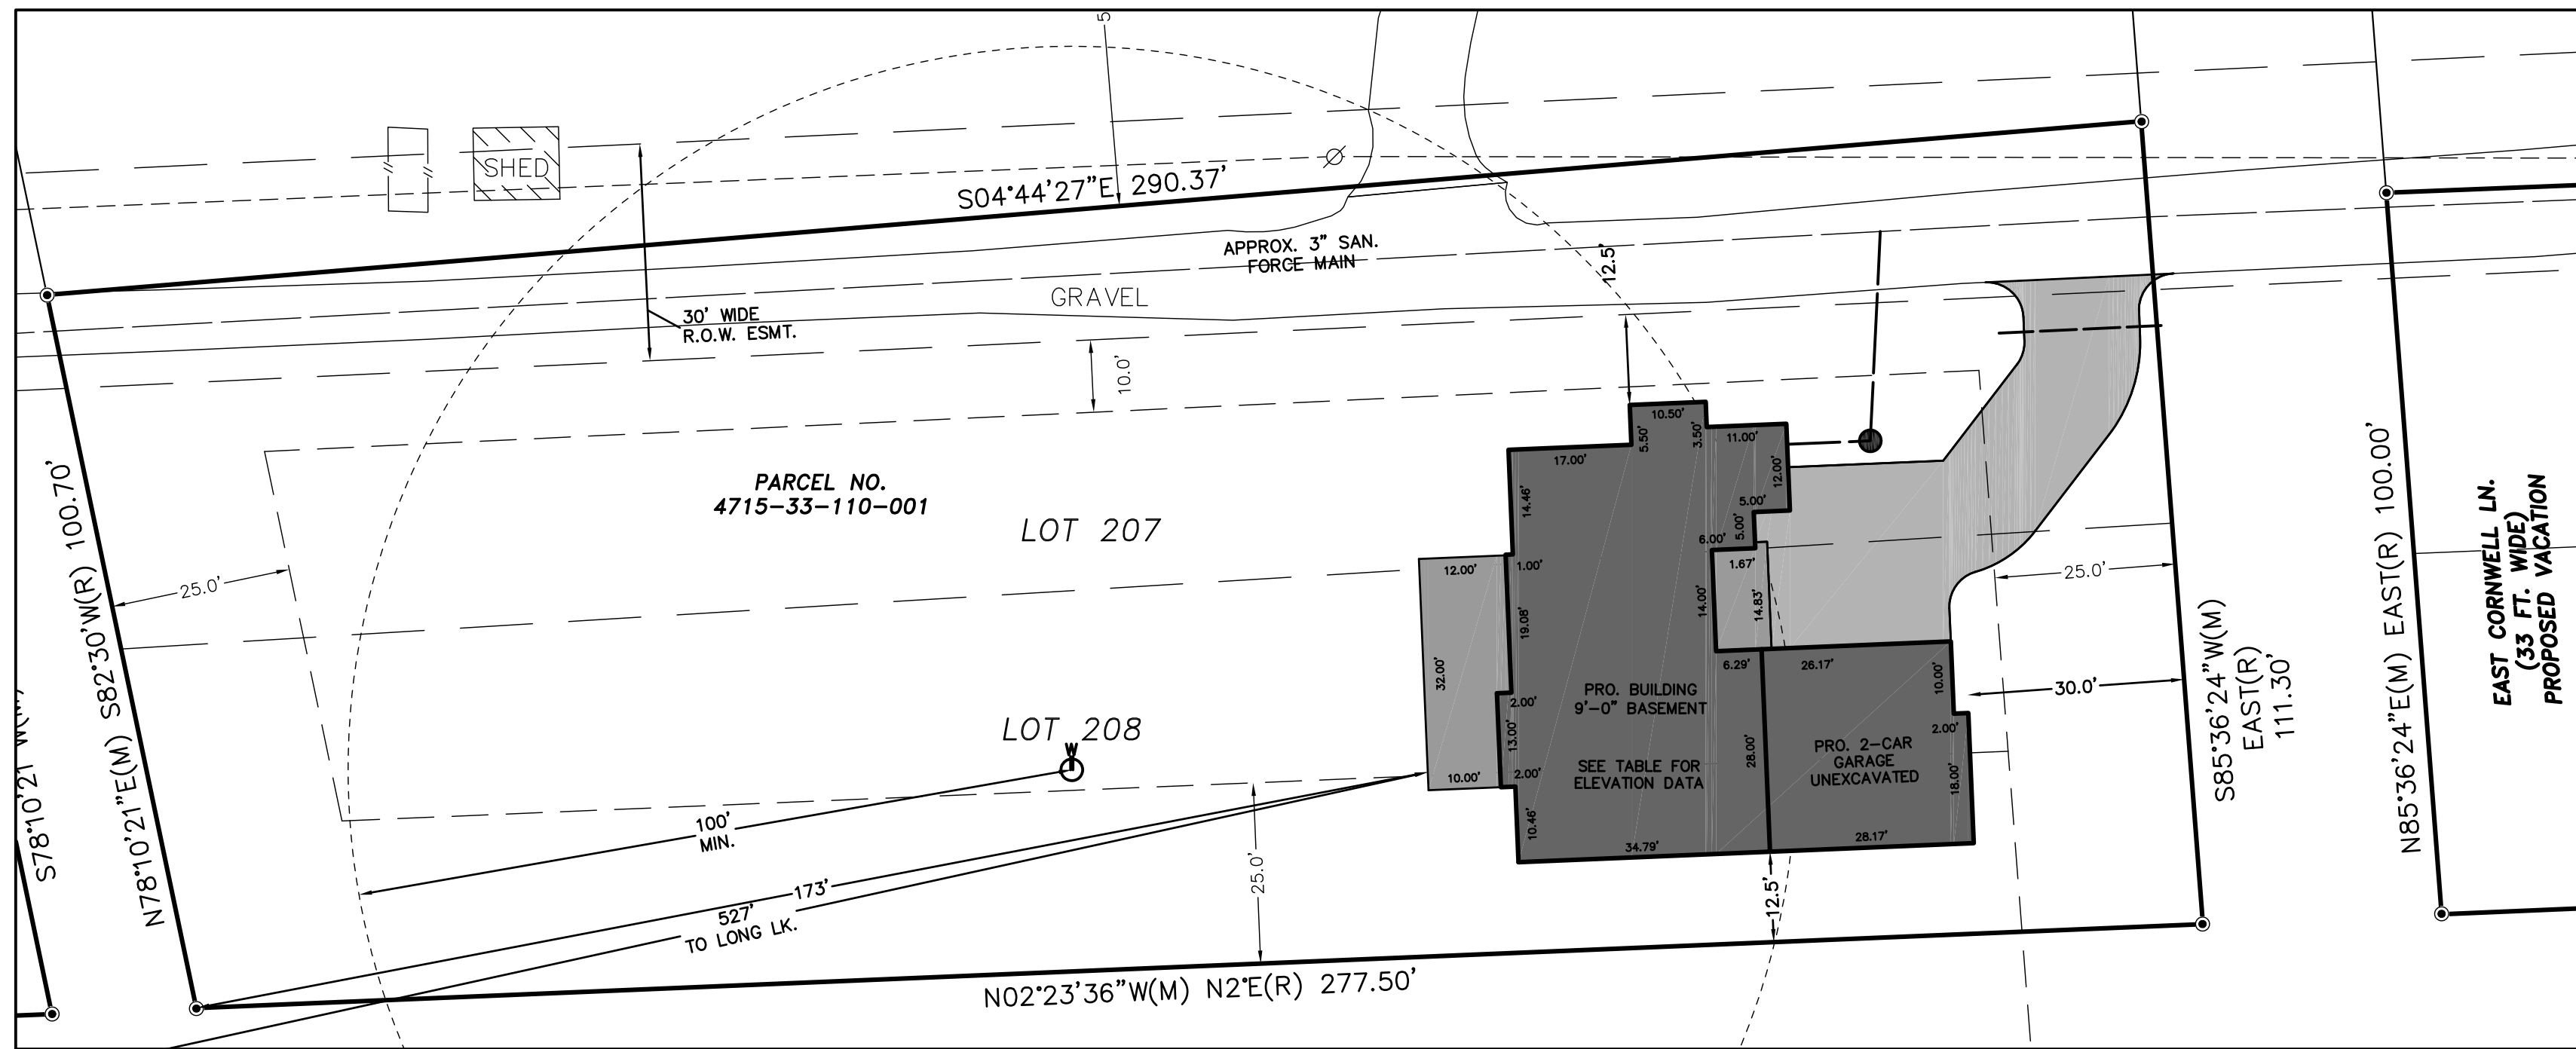 5
SHED
S04°44'27"E 290.37'
APPROX. 3" SAN.
FORCE MAIN
GRAVEL
30' WIDE
R.O.W. ESMT.
12.5'
10.0'
PARCEL NO.
4715-33-110-001
LOT 207
LOT 208
W
N78°10'21"E(M) S82°30'W(R) 100.70'
25.0'
10.50'
5.50'
3.50'
11.00'
17.00'
12.00'
14.46'
5.00'
5.00'
6.00'
12.00'
1.00'
1.67'
14.00'
14.83'
19.08'
32.00'
6.29'
26.17'
10.00'
PRO. BUILDING
9'-0" BASEMENT
2.00'
13.00'
2.00'
10.00'
SEE TABLE FOR
ELEVATION DATA
28.00'
PRO. 2-CAR
GARAGE
UNEXCAVATED
2.00'
18.00'
10.46'
34.79'
28.17'
12.5'
25.0'
30.0'
S85°36'24"W(M)
EAST(R)
111.30'
N85°36'24"E(M) EAST(R) 100.00'
EAST CORNWELL LN.
(33 FT. WIDE)
PROPOSED VACATION
100'
MIN.
173'
527'
TO LONG LK.
25.0'
N02°23'36"W(M) N2°E(R) 277.50'
S78°10'21"W(M)